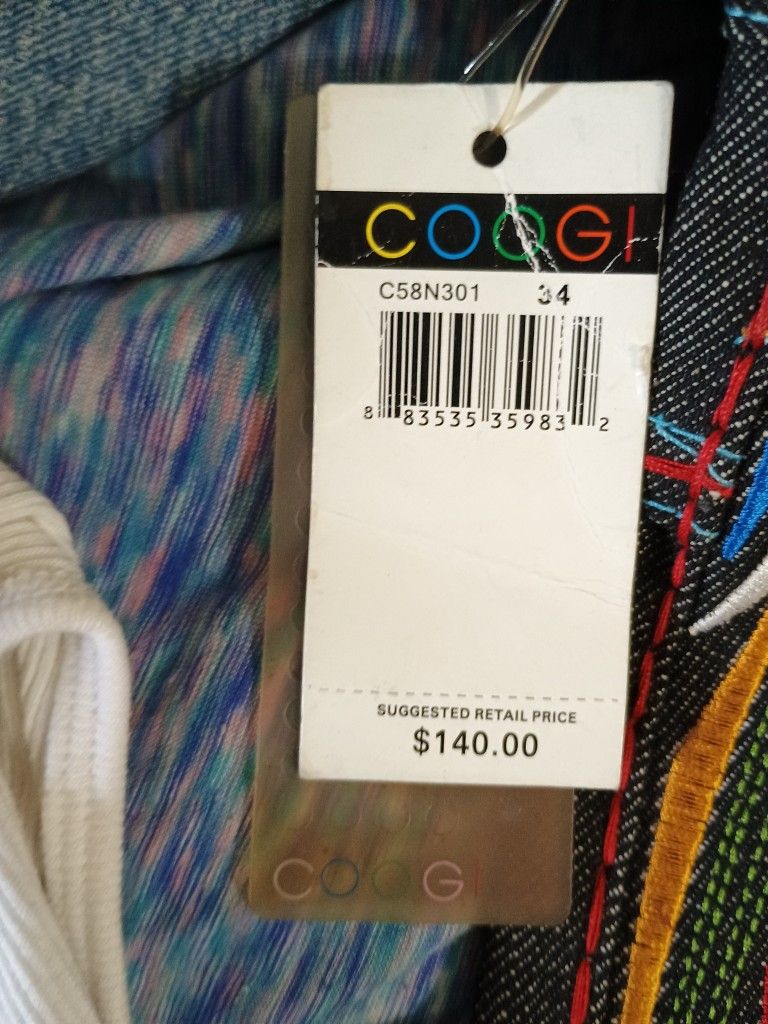 COOGI
C58N301 34
8 83535 35983 2
SUGGESTED RETAIL PRICE
$140.00
COOGI